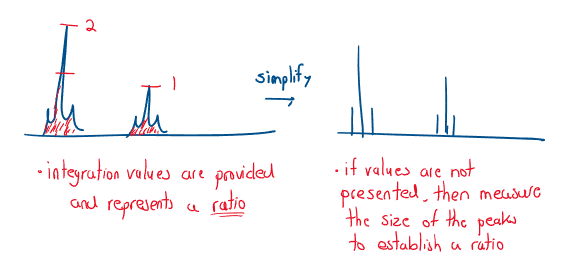 2
1
simplify
• integration values are provided
and represents a ratio
• if values are not
presented, then measure
the size of the peaks
to establish a ratio